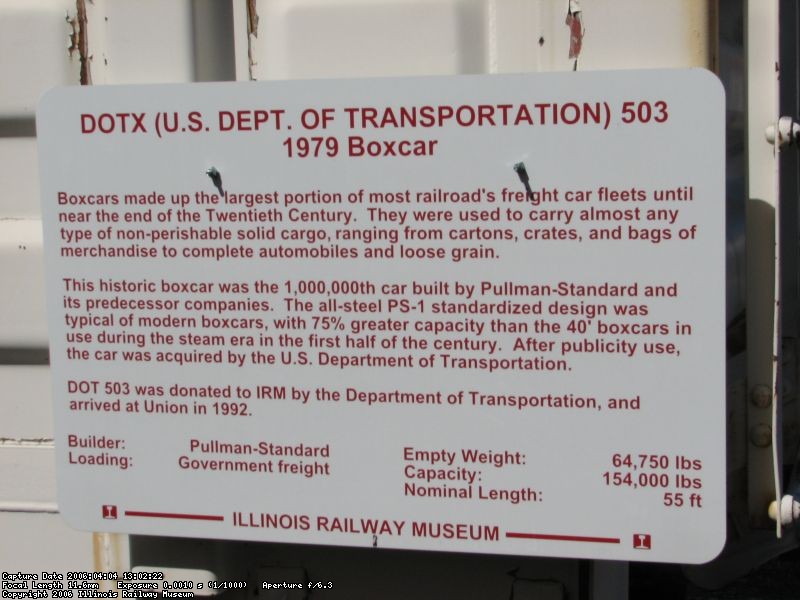 DOTX (U.S. DEPT. OF TRANSPORTATION) 503
1979 Boxcar
Boxcars made up the largest portion of most railroad's freight car fleets until
near the end of the Twentieth Century. They were used to carry almost any
type of non-perishable solid cargo, ranging from cartons, crates, and bags of
merchandise to complete automobiles and loose grain.
This historic boxcar was the 1,000,000th car built by Pullman-Standard and
its predecessor companies. The all-steel PS-1 standardized design was
typical of modern boxcars, with 75% greater capacity than the 40' boxcars in
use during the steam era in the first half of the century. After publicity use,
the car was acquired by the U.S. Department of Transportation.
DOT 503 was donated to IRM by the Department of Transportation, and
arrived at Union in 1992.
Builder: Pullman-Standard
Loading: Government freight
Empty Weight: 64,750 lbs
Capacity: 154,000 lbs
Nominal Length: 55 ft
ILLINOIS RAILWAY MUSEUM
Capture Date 2006:04:04 13:02:22
Focal Length 11.6mm Exposure 0.0010 s (1/1000) Aperture f/6.3
Copyright 2006 Illinois Railway Museum